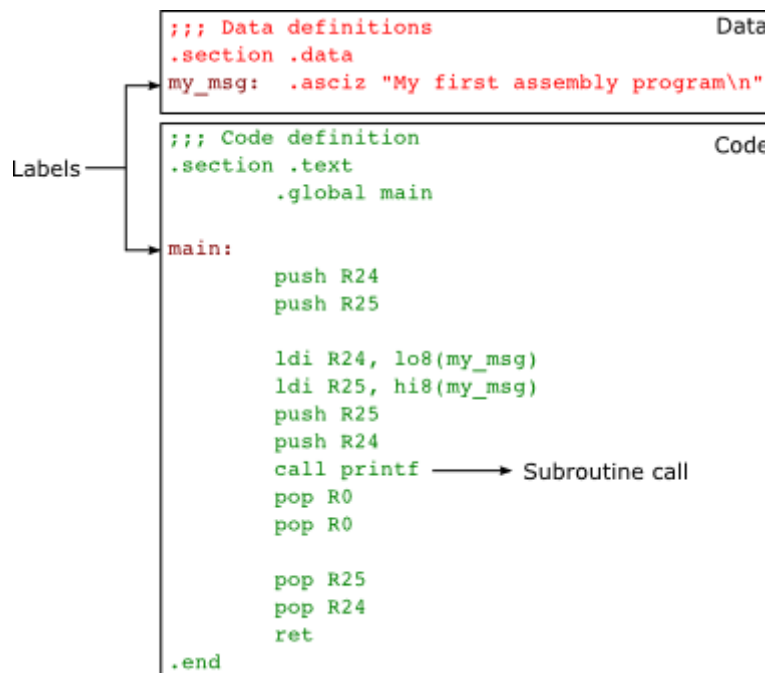 ;;; Data definitions Data
.section .data
my_msg: .asciz "My first assembly program\n"
;;; Code definition Code
.section .text
.global main
Labels
main:
push R24
push R25
ldi R24, lo8(my_msg)
ldi R25, hi8(my_msg)
push R25
push R24
call printf Subroutine call
pop R0
pop R0
pop R25
pop R24
ret
.end